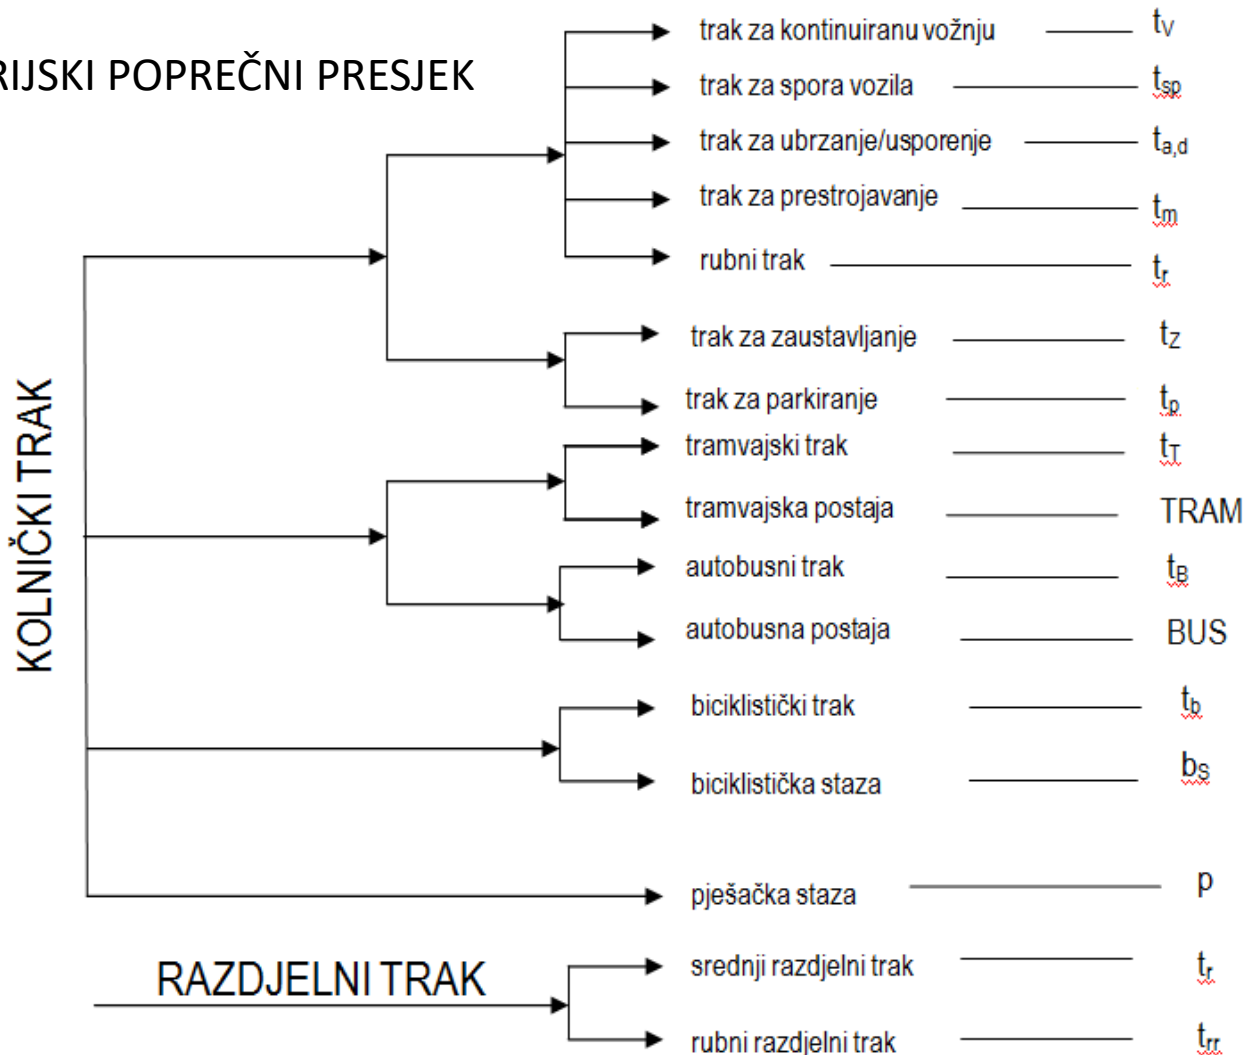 RIJSKI POPREČNI PRESJEK
KOLNIČKI TRAK
trak za kontinuiranu vožnju tV
trak za spora vozila tsp
trak za ubrzanje/usporenje ta,d
trak za prestrojavanje tm
rubni trak tr
trak za zaustavljanje tZ
trak za parkiranje tp
tramvajski trak tT
tramvajska postaja TRAM
autobusni trak tB
autobusna postaja BUS
biciklistički trak tb
biciklistička staza bS
pješačka staza p
RAZDJELNI TRAK
srednji razdjelni trak tr
rubni razdjelni trak trr